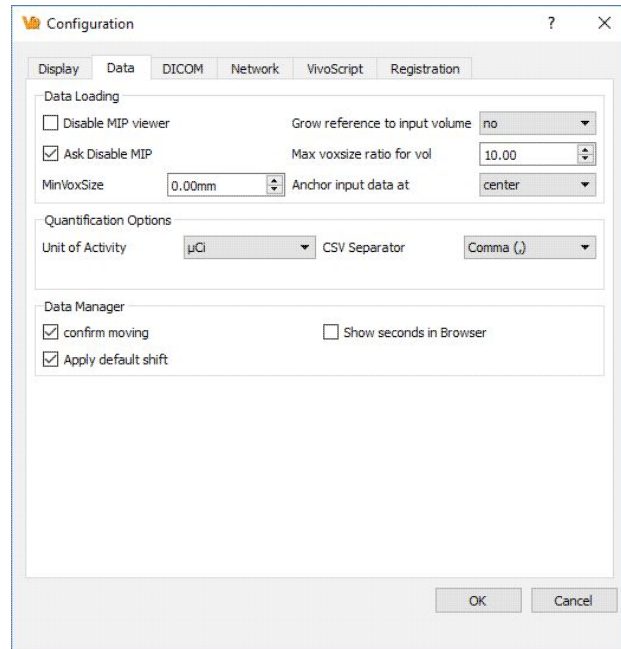 Configuration
Display Data DICOM Network VivoScript Registration
Data Loading
Disable MIP viewer Grow reference to input volume no
Ask Disable MIP Max voxsize ratio for vol 10.00
MinVoxSize 0.00mm Anchor input data at center
Quantification Options
Unit of Activity µCi CSV Separator Comma (,)
Data Manager
confirm moving Show seconds in Browser
Apply default shift
OK Cancel